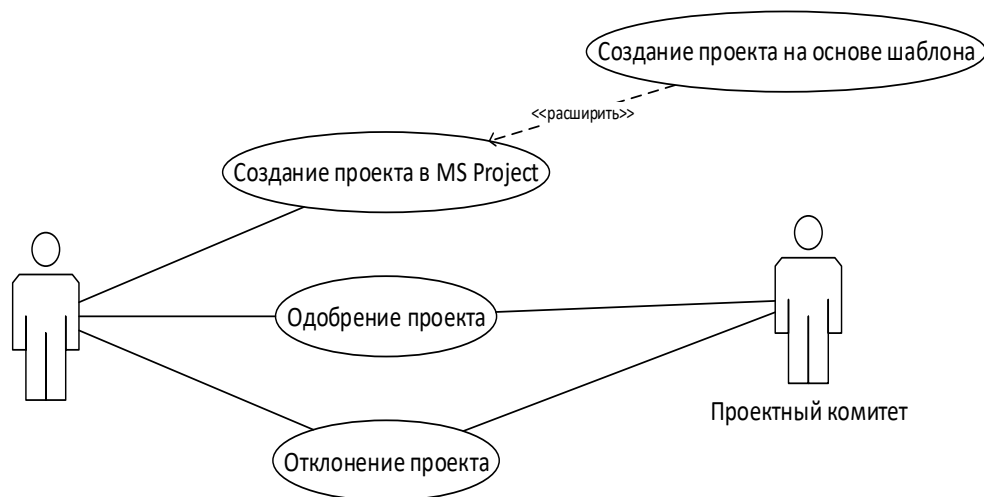 Создание проекта на основе шаблона
<<расширить>>
Создание проекта в MS Project
Одобрение проекта
Проектный комитет
Отклонение проекта